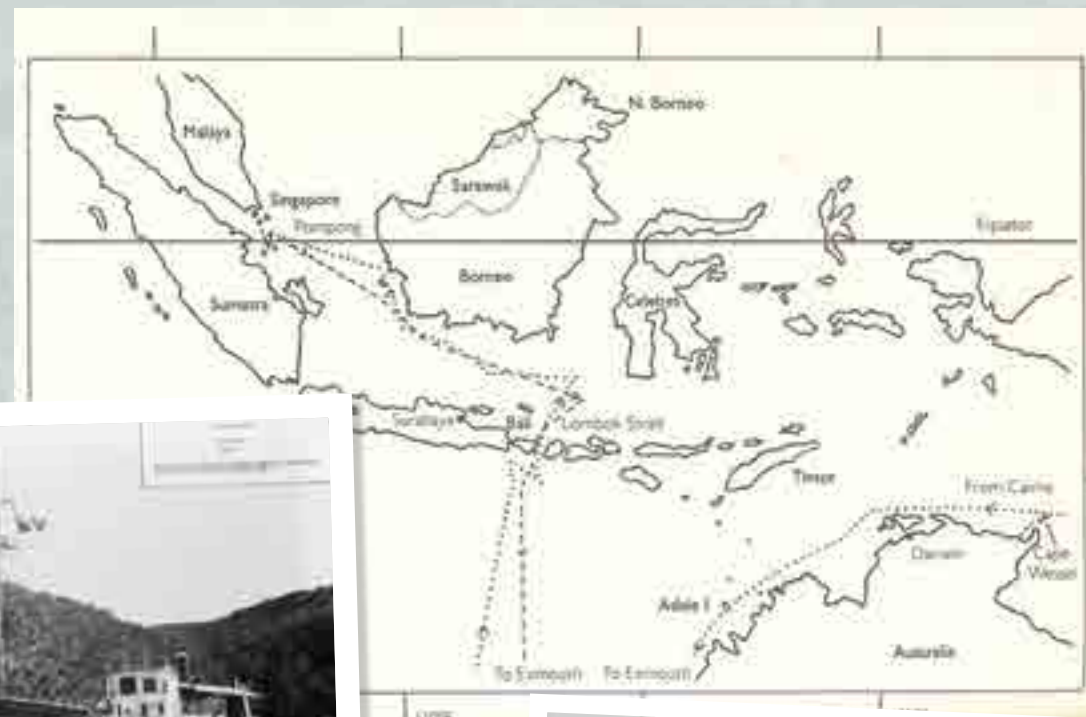 N. Borneo
Malaya
Sarawak
Singapore
Pompong
Equator
Borneo
Sumatra
Celebes
Surabaya
Bali
Lombok Strait
Timor
From Cairns
Darwin
Cape
Wessel
Adele I
Australia
To Exmouth
To Exmouth